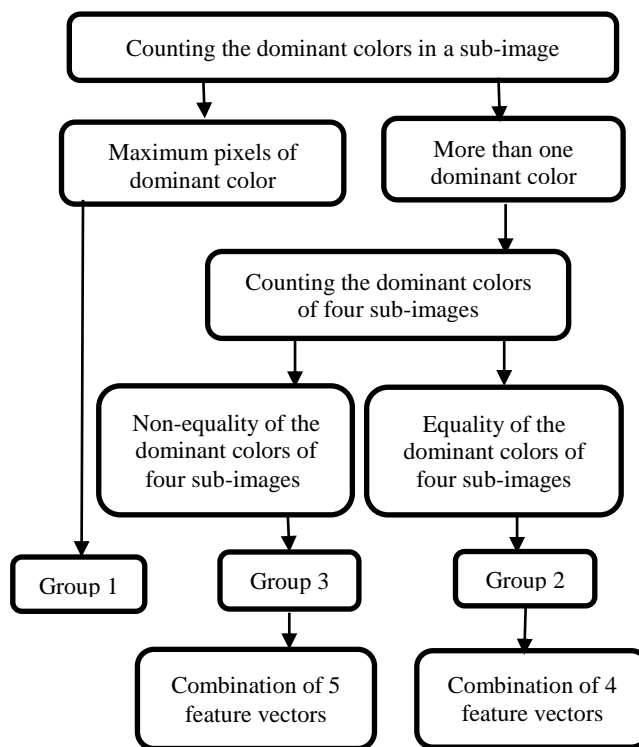 Counting the dominant colors in a sub-image
Maximum pixels of
dominant color
More than one
dominant color
Counting the dominant colors
of four sub-images
Non-equality of the
dominant colors of
four sub-images
Equality of the
dominant colors of
four sub-images
Group 1
Group 3
Group 2
Combination of 5
feature vectors
Combination of 4
feature vectors